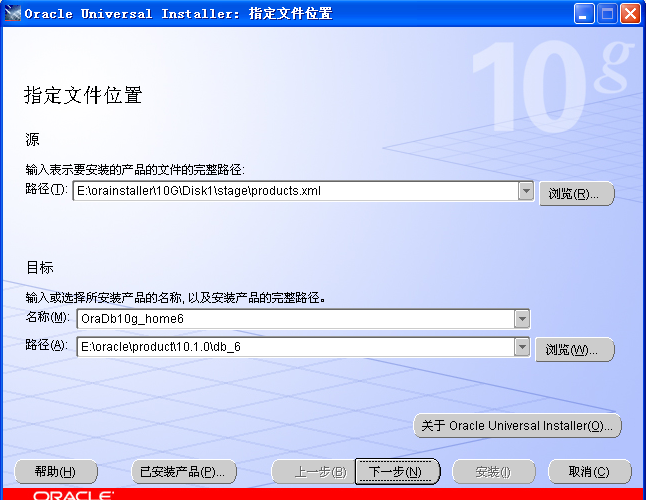 Oracle Universal Installer: 指定文件位置
10g
指定文件位置
源
输入表示要安装的产品的文件的完整路径:
路径(T): E:\orainstaller\10G\Disk1\stage\products.xml 浏览(R)...
目标
输入或选择所安装产品的名称, 以及安装产品的完整路径。
名称(M): OraDb10g_home6
路径(A): E:\oracle\product\10.1.0\db_6 浏览(W)...
关于 Oracle Universal Installer(O)...
帮助(H) 已安装产品(P)... 上一步(B) 下一步(N) 安装(I) 取消(C)
ORACLE